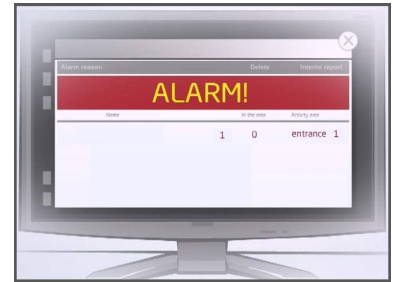 Alarm reason Delete Interim report
ALARM!
Name In the area Activity area
1 0 entrance 1